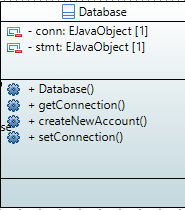 Database
- conn: EJavaObject [1]
- stmt: EJavaObject [1]
+ Database()
+ getConnection()
+ createNewAccount()
+ setConnection()